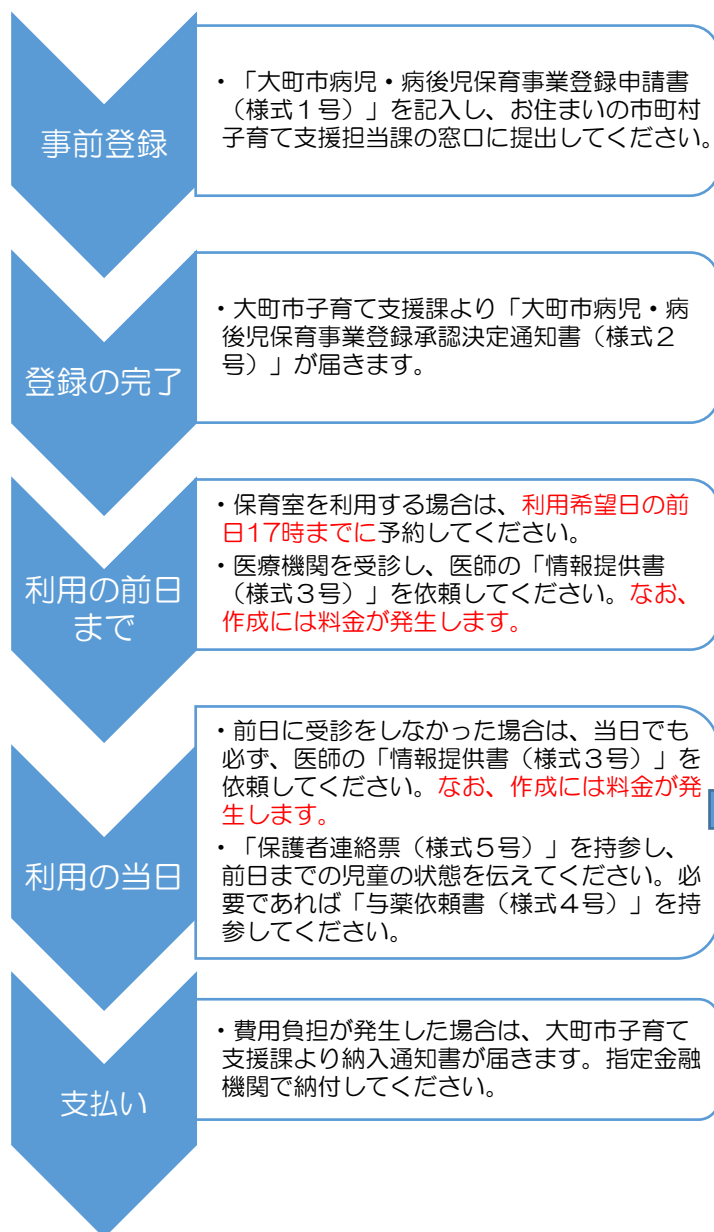 事前登録
・「大町市病児・病後児保育事業登録申請書
（様式１号）」を記入し、お住まいの市町村
子育て支援担当課の窓口に提出してください。
登録の完了
・大町市子育て支援課より「大町市病児・病
後児保育事業登録承認決定通知書（様式２
号）」が届きます。
利用の前日
まで
・保育室を利用する場合は、利用希望日の前
日17時までに予約してください。
・医療機関を受診し、医師の「情報提供書
（様式３号）」を依頼してください。なお、
作成には料金が発生します。
利用の当日
・前日に受診をしなかった場合は、当日でも
必ず、医師の「情報提供書（様式３号）」を
依頼してください。なお、作成には料金が発
生します。
・「保護者連絡票（様式５号）」を持参し、
前日までの児童の状態を伝えてください。必
要であれば「与薬依頼書（様式４号）」を持
参してください。
支払い
・費用負担が発生した場合は、大町市子育て
支援課より納入通知書が届きます。指定金融
機関で納付してください。